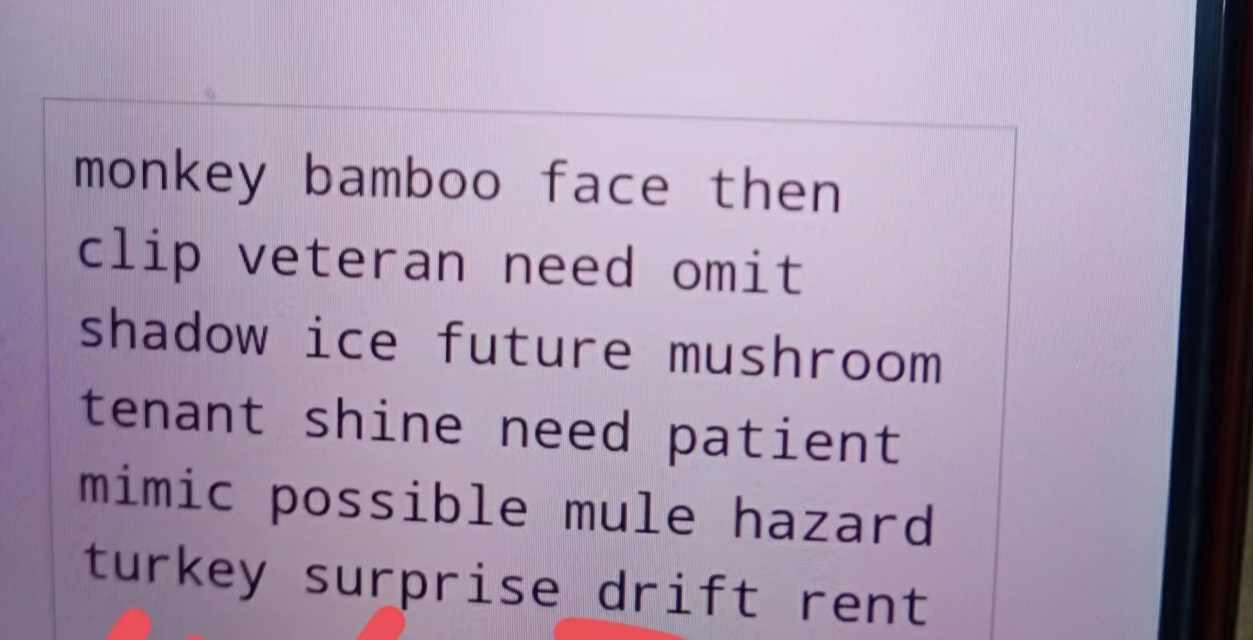 monkey bamboo face then
clip veteran need omit
shadow ice future mushroom
tenant shine need patient
mimic possible mule hazard
turkey surprise drift rent